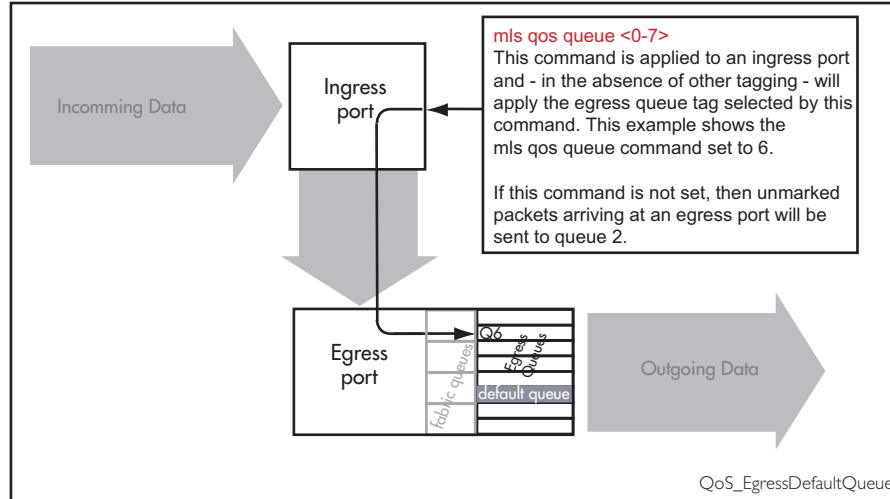 mls qos queue <0-7>
This command is applied to an ingress port
and - in the absence of other tagging - will
apply the egress queue tag selected by this
command. This example shows the
mls qos queue command set to 6.
If this command is not set, then unmarked
packets arriving at an egress port will be
sent to queue 2.
Incomming Data
Ingress
port
Egress
port
fabric queues
Q6
Egress
Queues
default queue
Outgoing Data
QoS_EgressDefaultQueue